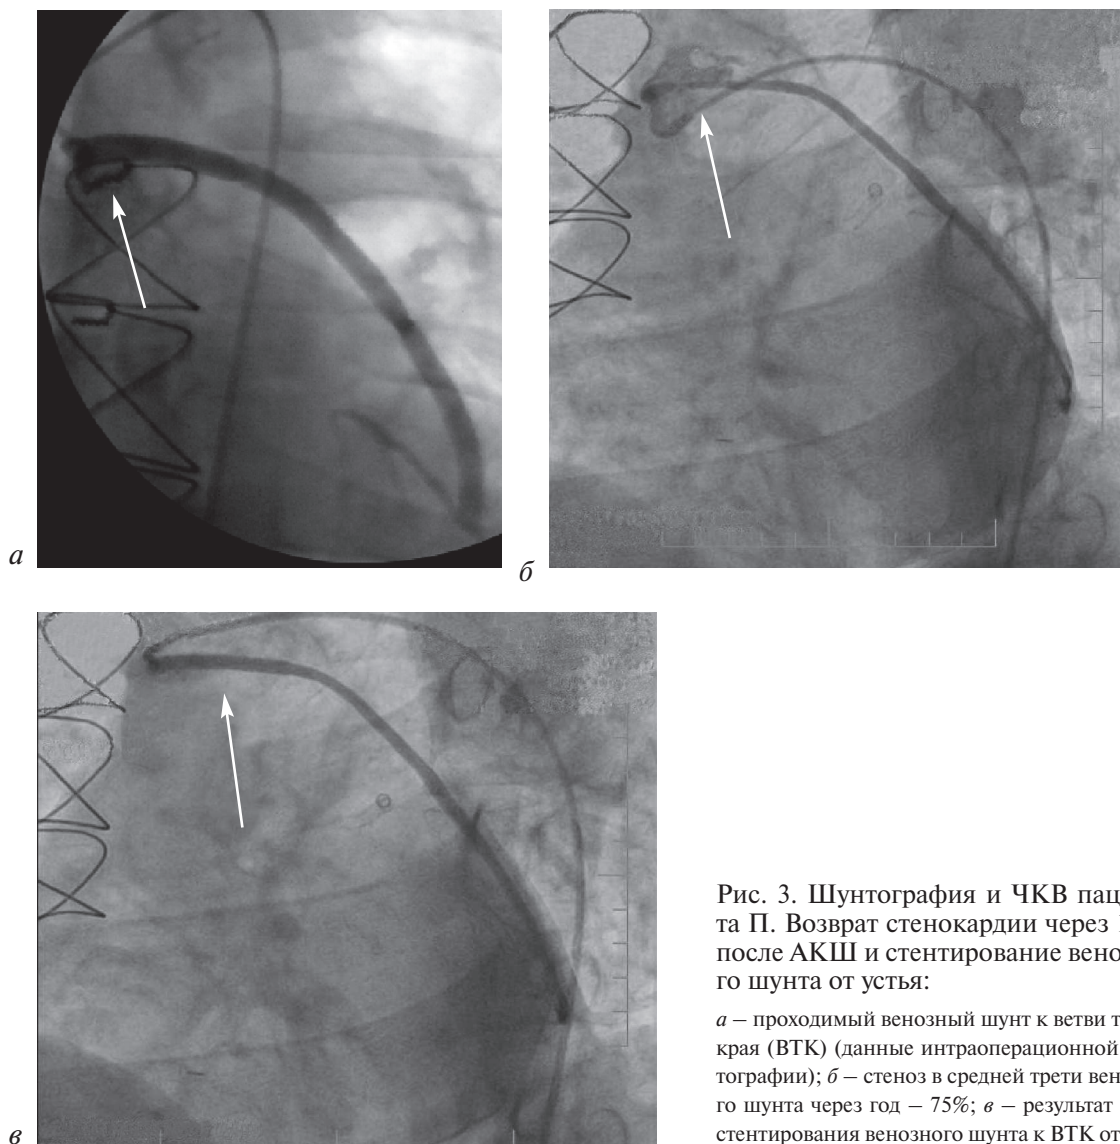 а
б
в
Рис. 3. Шунтография и ЧКВ пац
та П. Возврат стенокардии через
после АКШ и стентирование вено
го шунта от устья:
а – проходимый венозный шунт к ветви т
края (ВТК) (данные интраоперационной
тографии); б – стеноз в средней трети вен
го шунта через год – 75%; в – результат
стентирования венозного шунта к ВТК от